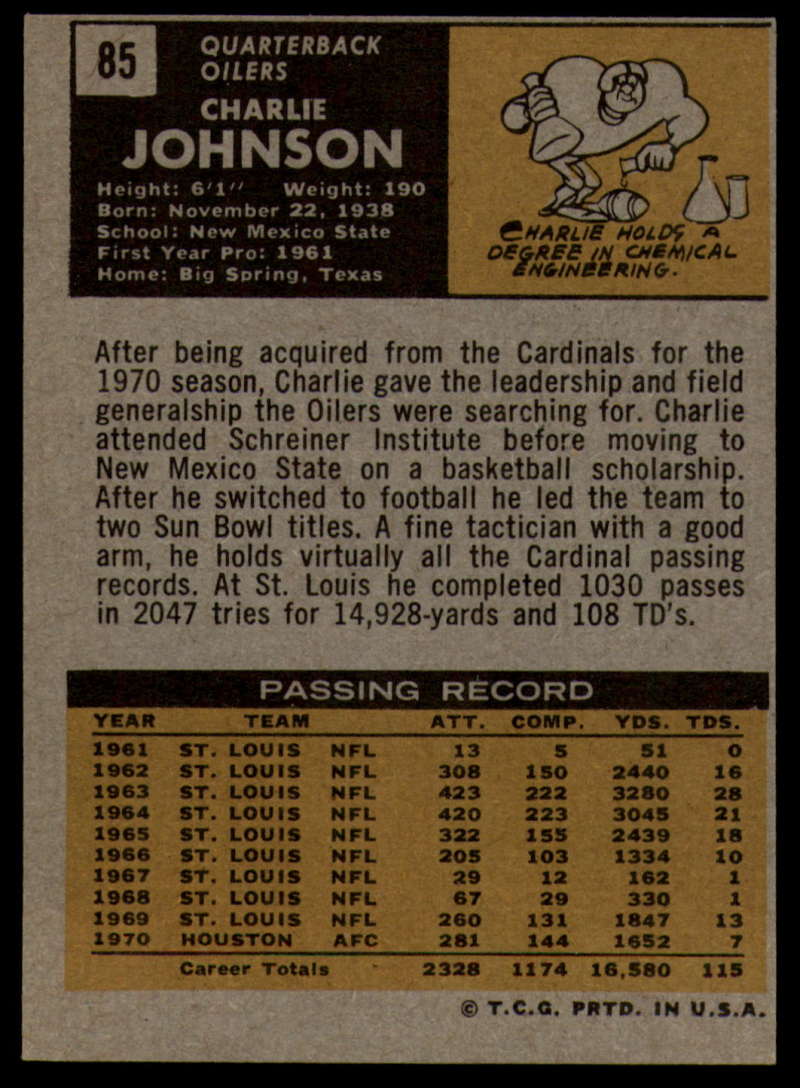 85
QUARTERBACK
OILERS
CHARLIE
JOHNSON
Height: 6'1" Weight: 190
Born: November 22, 1938
School: New Mexico State
First Year Pro: 1961
Home: Big Spring, Texas
CHARLIE HOLDS A
DEGREE IN CHEMICAL
ENGINEERING.
After being acquired from the Cardinals for the
1970 season, Charlie gave the leadership and field
generalship the Oilers were searching for. Charlie
attended Schreiner Institute before moving to
New Mexico State on a basketball scholarship.
After he switched to football he led the team to
two Sun Bowl titles. A fine tactician with a good
arm, he holds virtually all the Cardinal passing
records. At St. Louis he completed 1030 passes
in 2047 tries for 14,928-yards and 108 TD's.
PASSING RECORD
YEAR TEAM ATT. COMP. YDS. TDS.
1961 ST. LOUIS NFL 13 5 51 0
1962 ST. LOUIS NFL 308 150 2440 16
1963 ST. LOUIS NFL 423 222 3280 28
1964 ST. LOUIS NFL 420 223 3045 21
1965 ST. LOUIS NFL 322 155 2439 18
1966 ST. LOUIS NFL 205 103 1334 10
1967 ST. LOUIS NFL 29 12 162 1
1968 ST. LOUIS NFL 67 29 330 1
1969 ST. LOUIS NFL 260 131 1847 13
1970 HOUSTON AFC 281 144 1652 7
Career Totals 2328 1174 16,580 115
© T.C.G. PRTD. IN U.S.A.